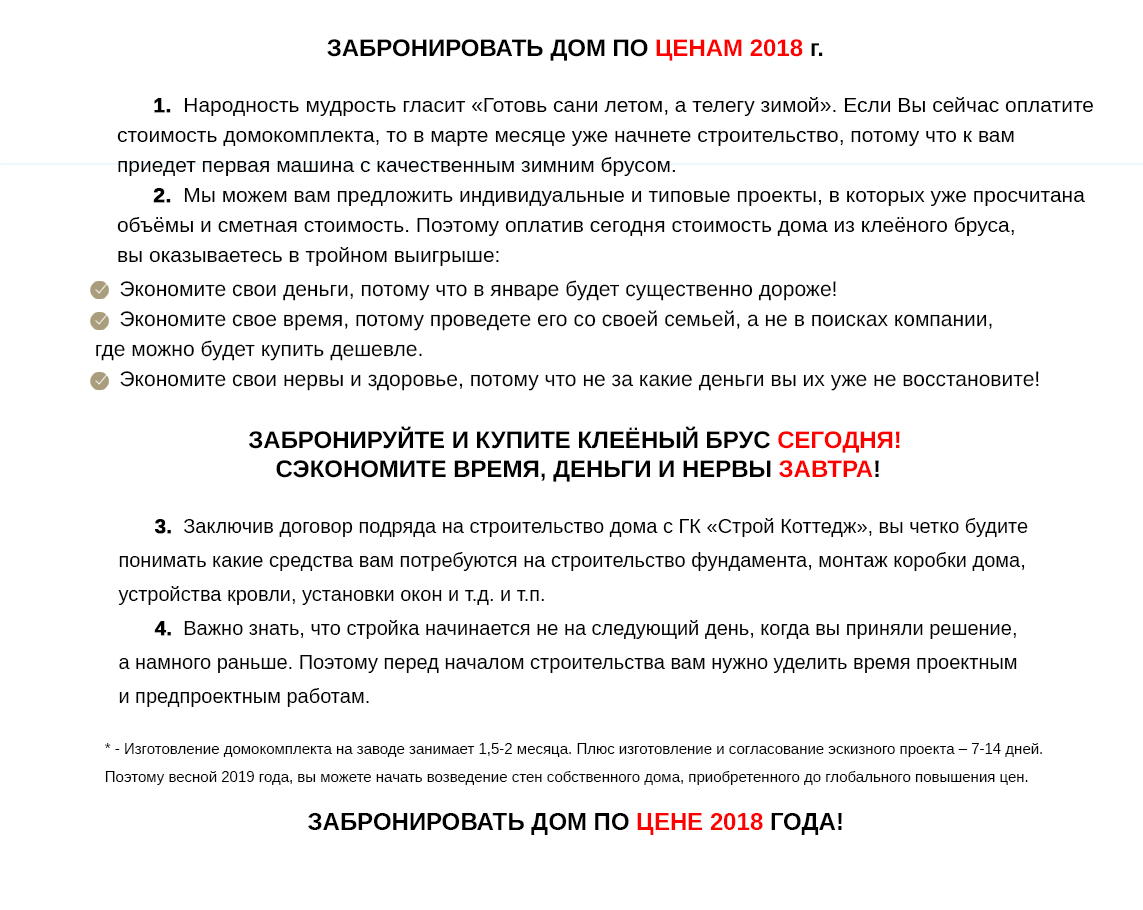 ЗАБРОНИРОВАТЬ ДОМ ПО ЦЕНАМ 2018 г.
1. Народность мудрость гласит «Готовь сани летом, а телегу зимой». Если Вы сейчас оплатите
стоимость домокомплекта, то в марте месяце уже начнете строительство, потому что к вам
приедет первая машина с качественным зимним брусом.
2. Мы можем вам предложить индивидуальные и типовые проекты, в которых уже просчитана
объёмы и сметная стоимость. Поэтому оплатив сегодня стоимость дома из клеёного бруса,
вы оказываетесь в тройном выигрыше:
Экономите свои деньги, потому что в январе будет существенно дороже!
Экономите свое время, потому проведете его со своей семьей, а не в поисках компании,
где можно будет купить дешевле.
Экономите свои нервы и здоровье, потому что не за какие деньги вы их уже не восстановите!
ЗАБРОНИРУЙТЕ И КУПИТЕ КЛЕЁНЫЙ БРУС СЕГОДНЯ!
СЭКОНОМИТЕ ВРЕМЯ, ДЕНЬГИ И НЕРВЫ ЗАВТРА!
3. Заключив договор подряда на строительство дома с ГК «Строй Коттедж», вы четко будите
понимать какие средства вам потребуются на строительство фундамента, монтаж коробки дома,
устройства кровли, установки окон и т.д. и т.п.
4. Важно знать, что стройка начинается не на следующий день, когда вы приняли решение,
а намного раньше. Поэтому перед началом строительства вам нужно уделить время проектным
и предпроектным работам.
* - Изготовление домокомплекта на заводе занимает 1,5-2 месяца. Плюс изготовление и согласование эскизного проекта – 7-14 дней.
Поэтому весной 2019 года, вы можете начать возведение стен собственного дома, приобретенного до глобального повышения цен.
ЗАБРОНИРОВАТЬ ДОМ ПО ЦЕНЕ 2018 ГОДА!